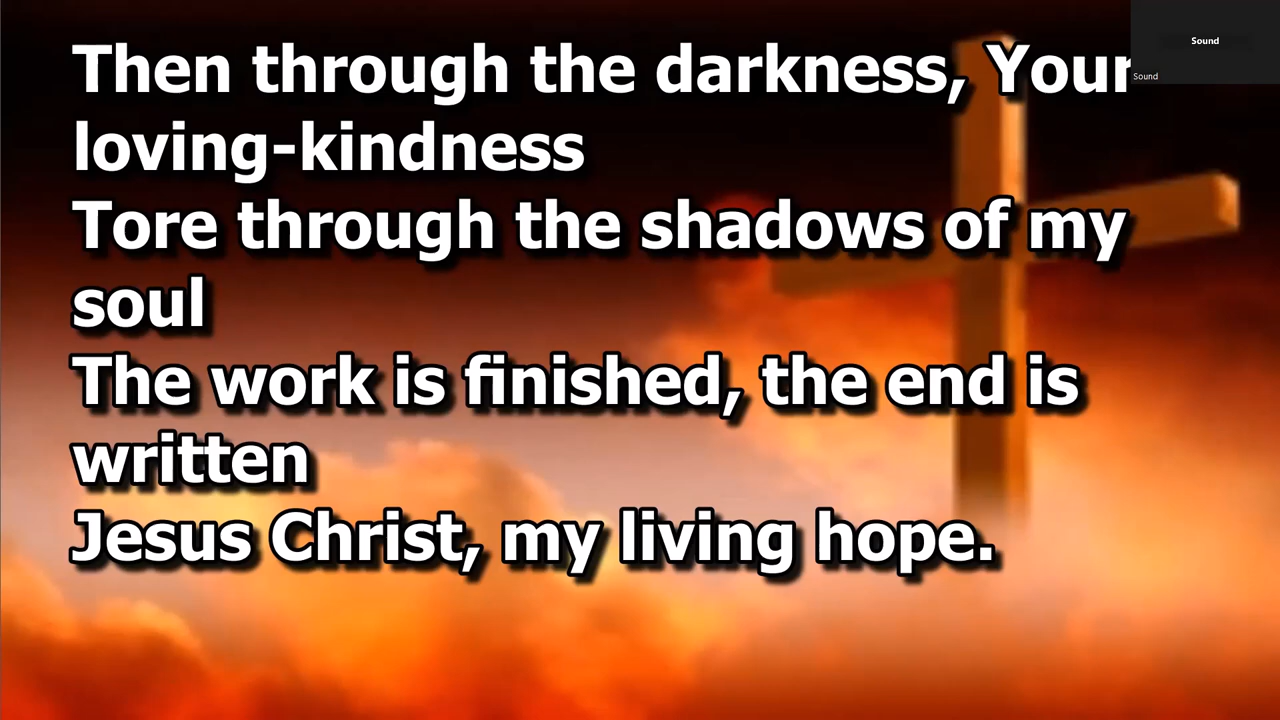 Then through the darkness, Your
loving-kindness
Tore through the shadows of my
soul
The work is finished, the end is
written
Jesus Christ, my living hope.
Sound
Sound